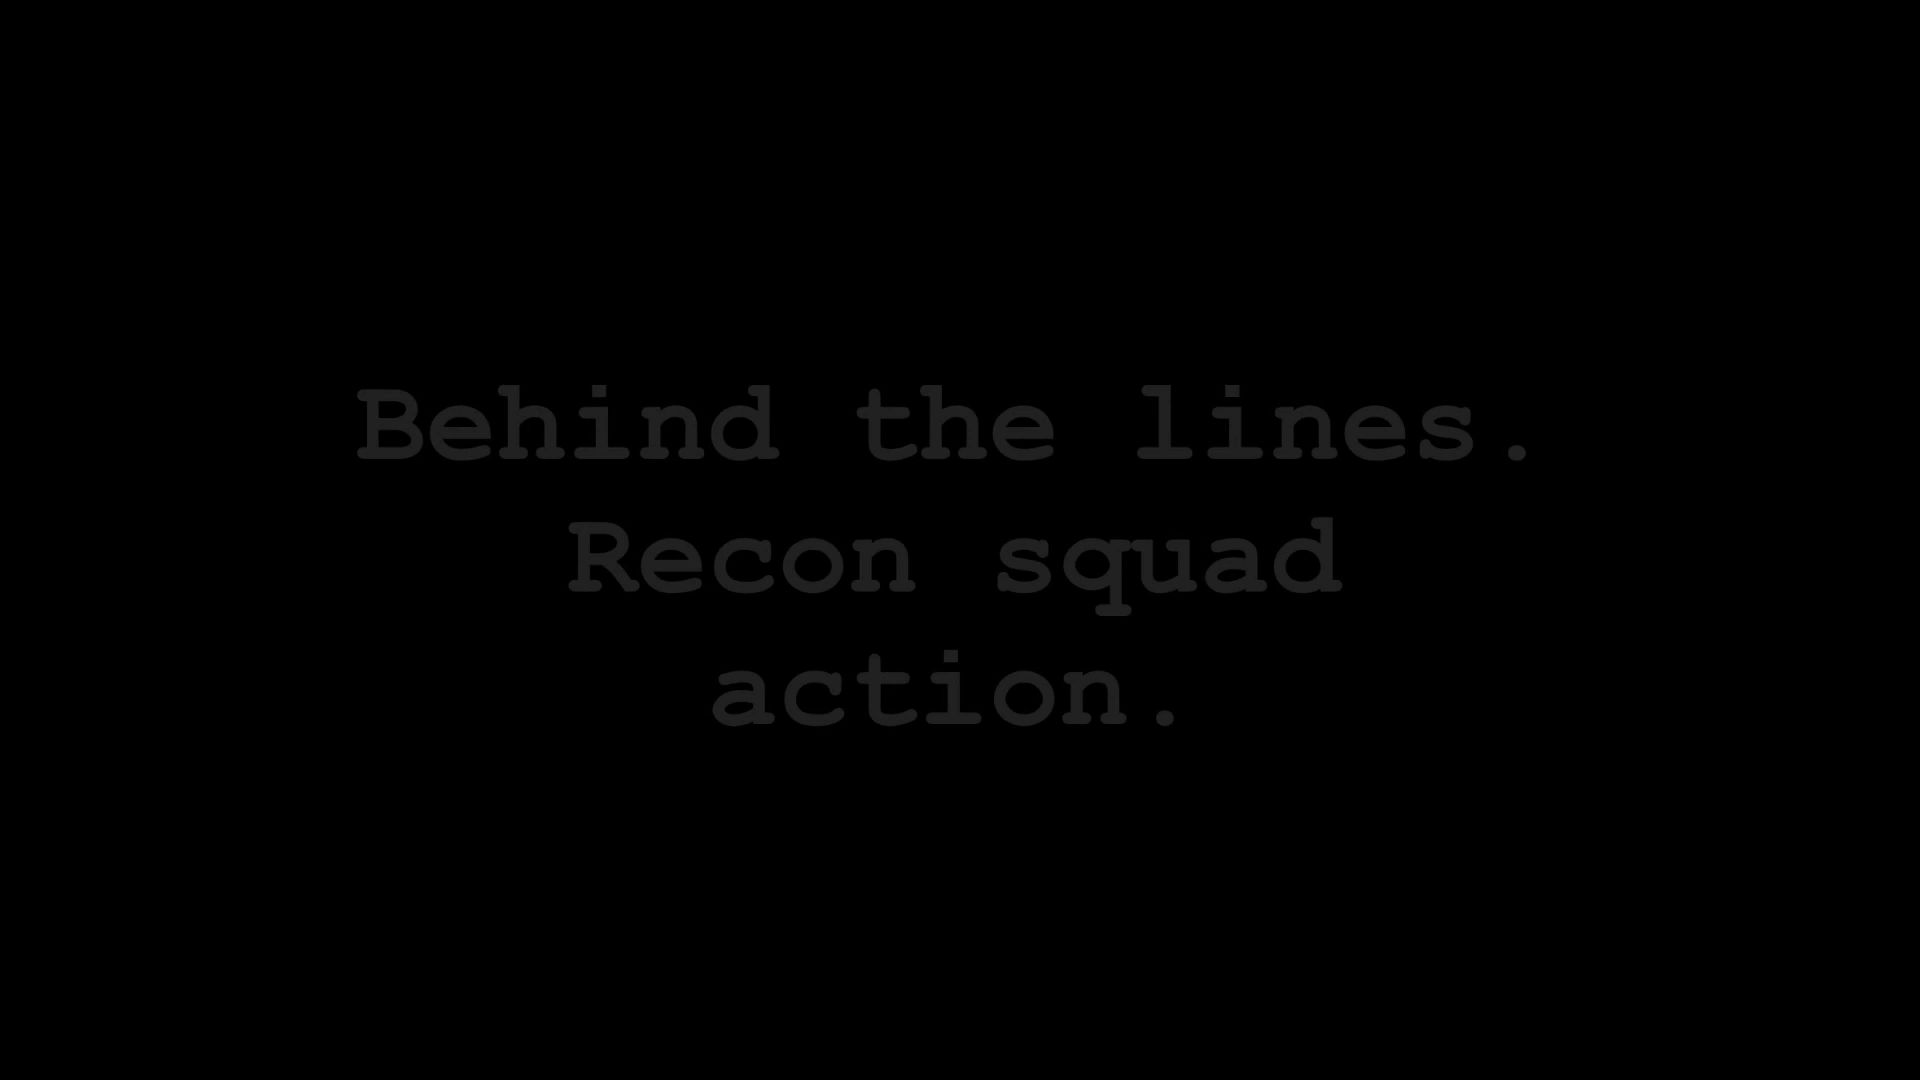 Behind the lines.
Recon squad
action.